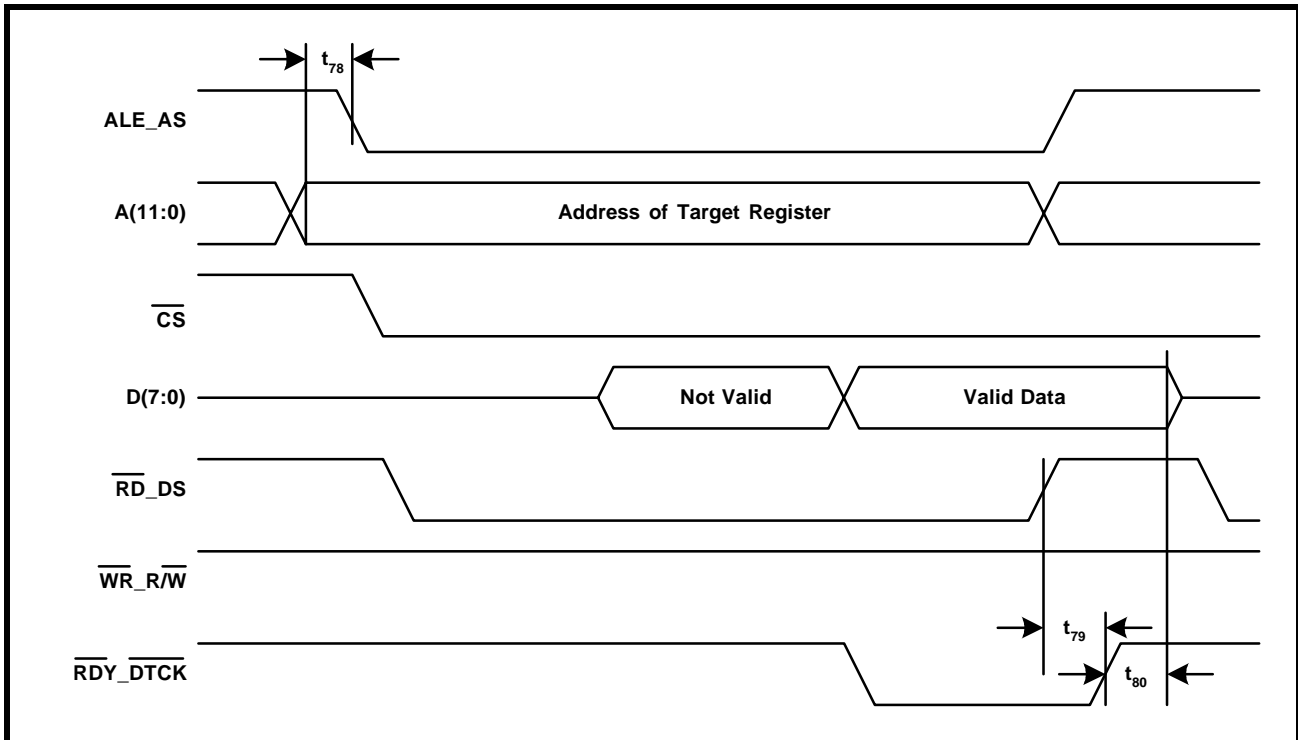 t78
ALE_AS
A(11:0) Address of Target Register
CS
D(7:0) Not Valid Valid Data
RD_DS
WR_R/W
t79
RDY_DTCK
t80